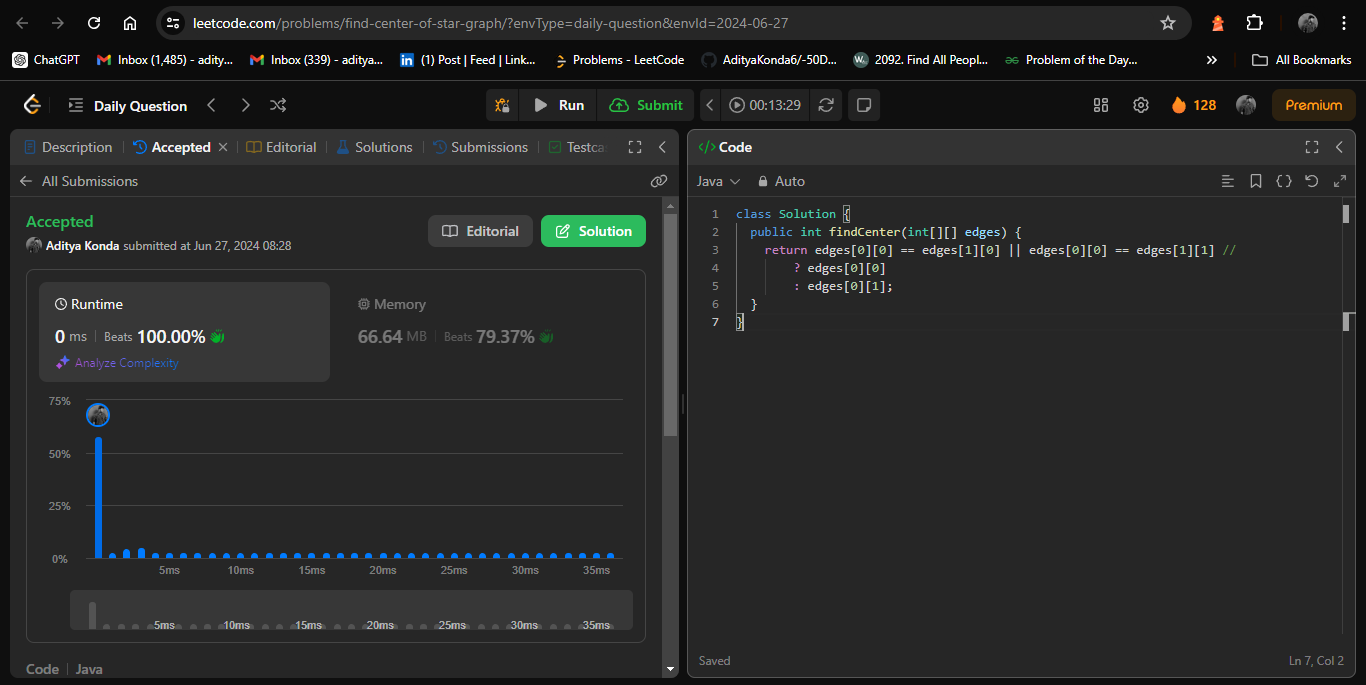 leetcode.com/problems/find-center-of-star-graph/?envType=daily-question&envId=2024-06-27
ChatGPT
Inbox (1,485) - adity...
Inbox (339) - aditya...
(1) Post | Feed | Link...
Problems - LeetCode
AdityaKonda6/-50D...
2092. Find All Peopl...
Problem of the Day...
All Bookmarks
Daily Question
Run
Submit
00:13:29
128
Premium
Description
Accepted
Editorial
Solutions
Submissions
Testca
All Submissions
Accepted
Aditya Konda submitted at Jun 27, 2024 08:28
Editorial
Solution
Runtime
0 ms
Beats 100.00%
Analyze Complexity
Memory
66.64 MB
Beats 79.37%
75%
50%
25%
0%
5ms 10ms 15ms 20ms 25ms 30ms 35ms
5ms 10ms 15ms 20ms 25ms 30ms 35ms
Code | Java
</> Code
Java
Auto
1 class Solution {
2 public int findCenter(int[][] edges) {
3 return edges[0][0] == edges[1][0] || edges[0][0] == edges[1][1] //
4 ? edges[0][0]
5 : edges[0][1];
6 }
7 }
Saved
Ln 7, Col 2